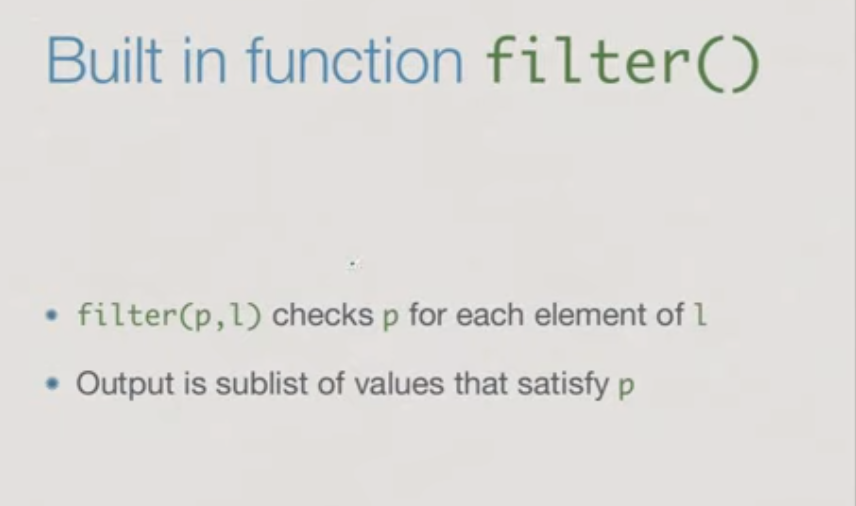 Built in function filter()
• filter(p,l) checks p for each element of l
• Output is sublist of values that satisfy p